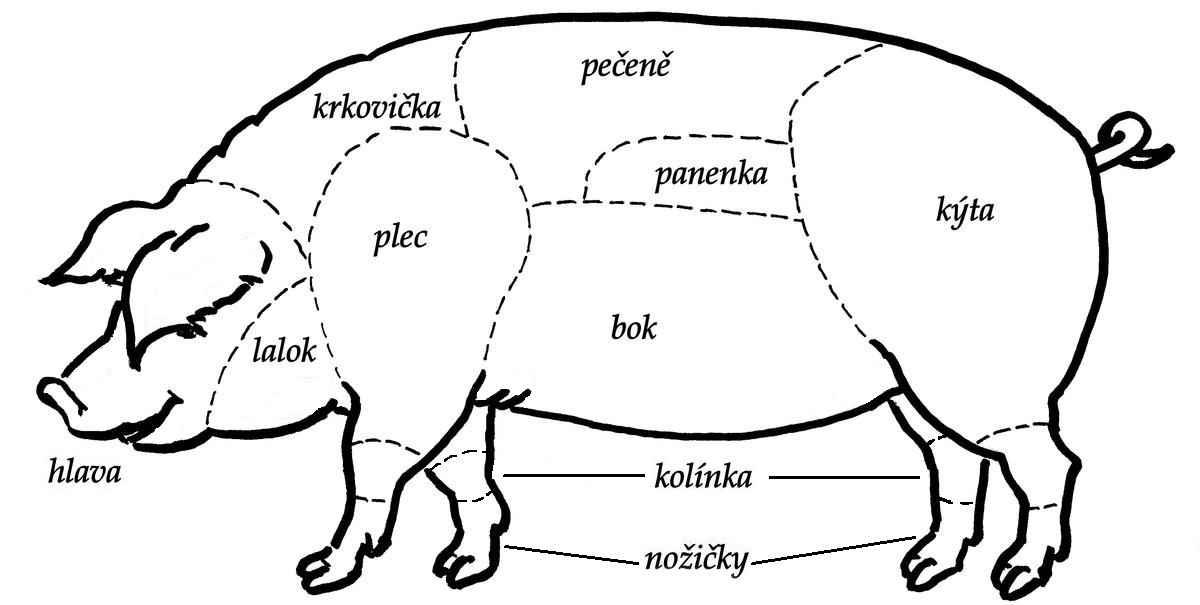 pečeně
krkovička
panenka
kýta
plec
bok
lalok
hlava
kolínka
nožičky